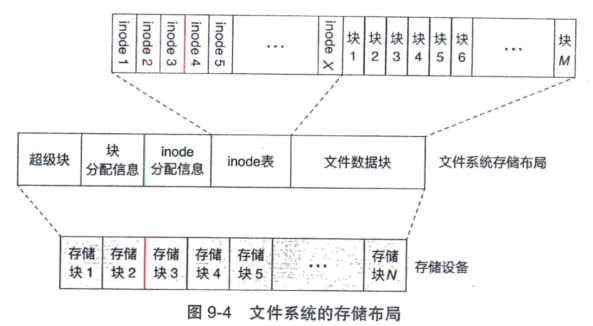 inode 1
inode 2
inode 3
inode 4
inode 5
…
inode X
块
1
块
2
块
3
块
4
块
5
块
6
…
块
M
超级块
块
分配信息
inode
分配信息
inode表
文件数据块
文件系统存储布局
存储
块 1
存储
块 2
存储
块 3
存储
块 4
存储
块 5
…
存储
块 N
存储设备
图 9-4 文件系统的存储布局